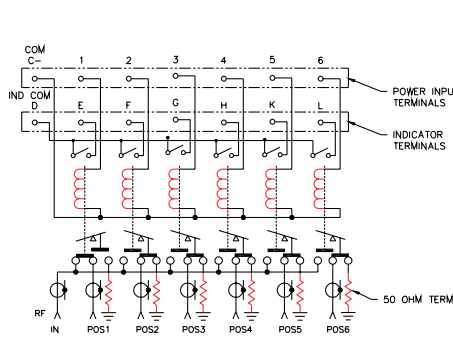 COM
C- 1 2 3 4 5 6
POWER INPU
TERMINALS
IND COM
D E F G H K L
INDICATOR
TERMINALS
50 OHM TERM
RF
IN POS1 POS2 POS3 POS4 POS5 POS6